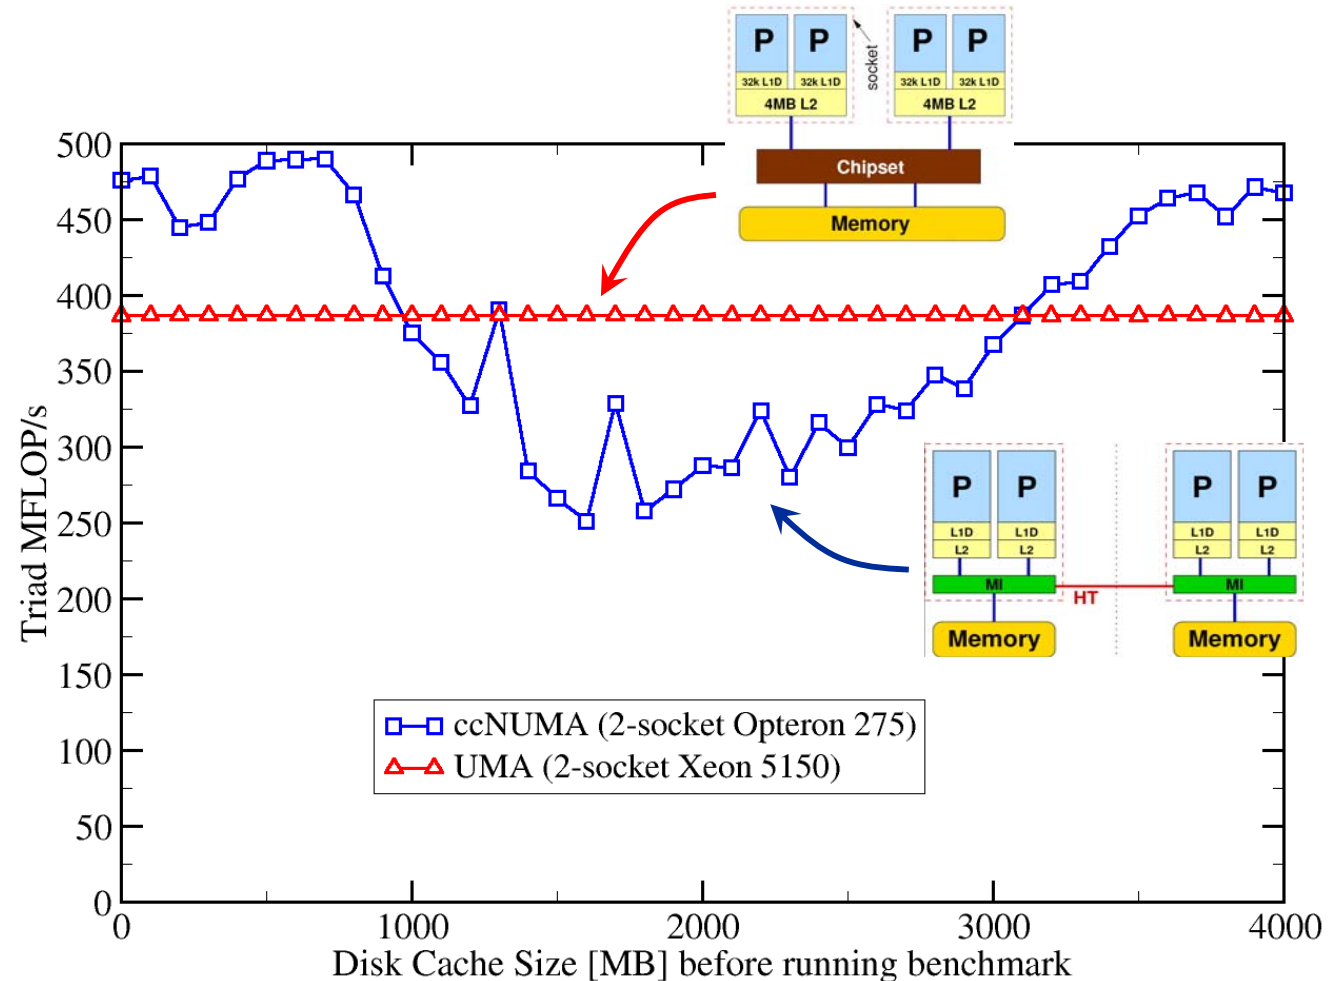 P P P P
socket
32k L1D 32k L1D 32k L1D 32k L1D
4MB L2 4MB L2
Chipset
Memory
500
450
400
350
300
250
200
150
100
50
0
Triad MFLOP/s
P P P P
L1D L1D L1D L1D
L2 L2 L2 L2
MI MI
HT
Memory Memory
ccNUMA (2-socket Opteron 275)
UMA (2-socket Xeon 5150)
0 1000 2000 3000 4000
Disk Cache Size [MB] before running benchmark